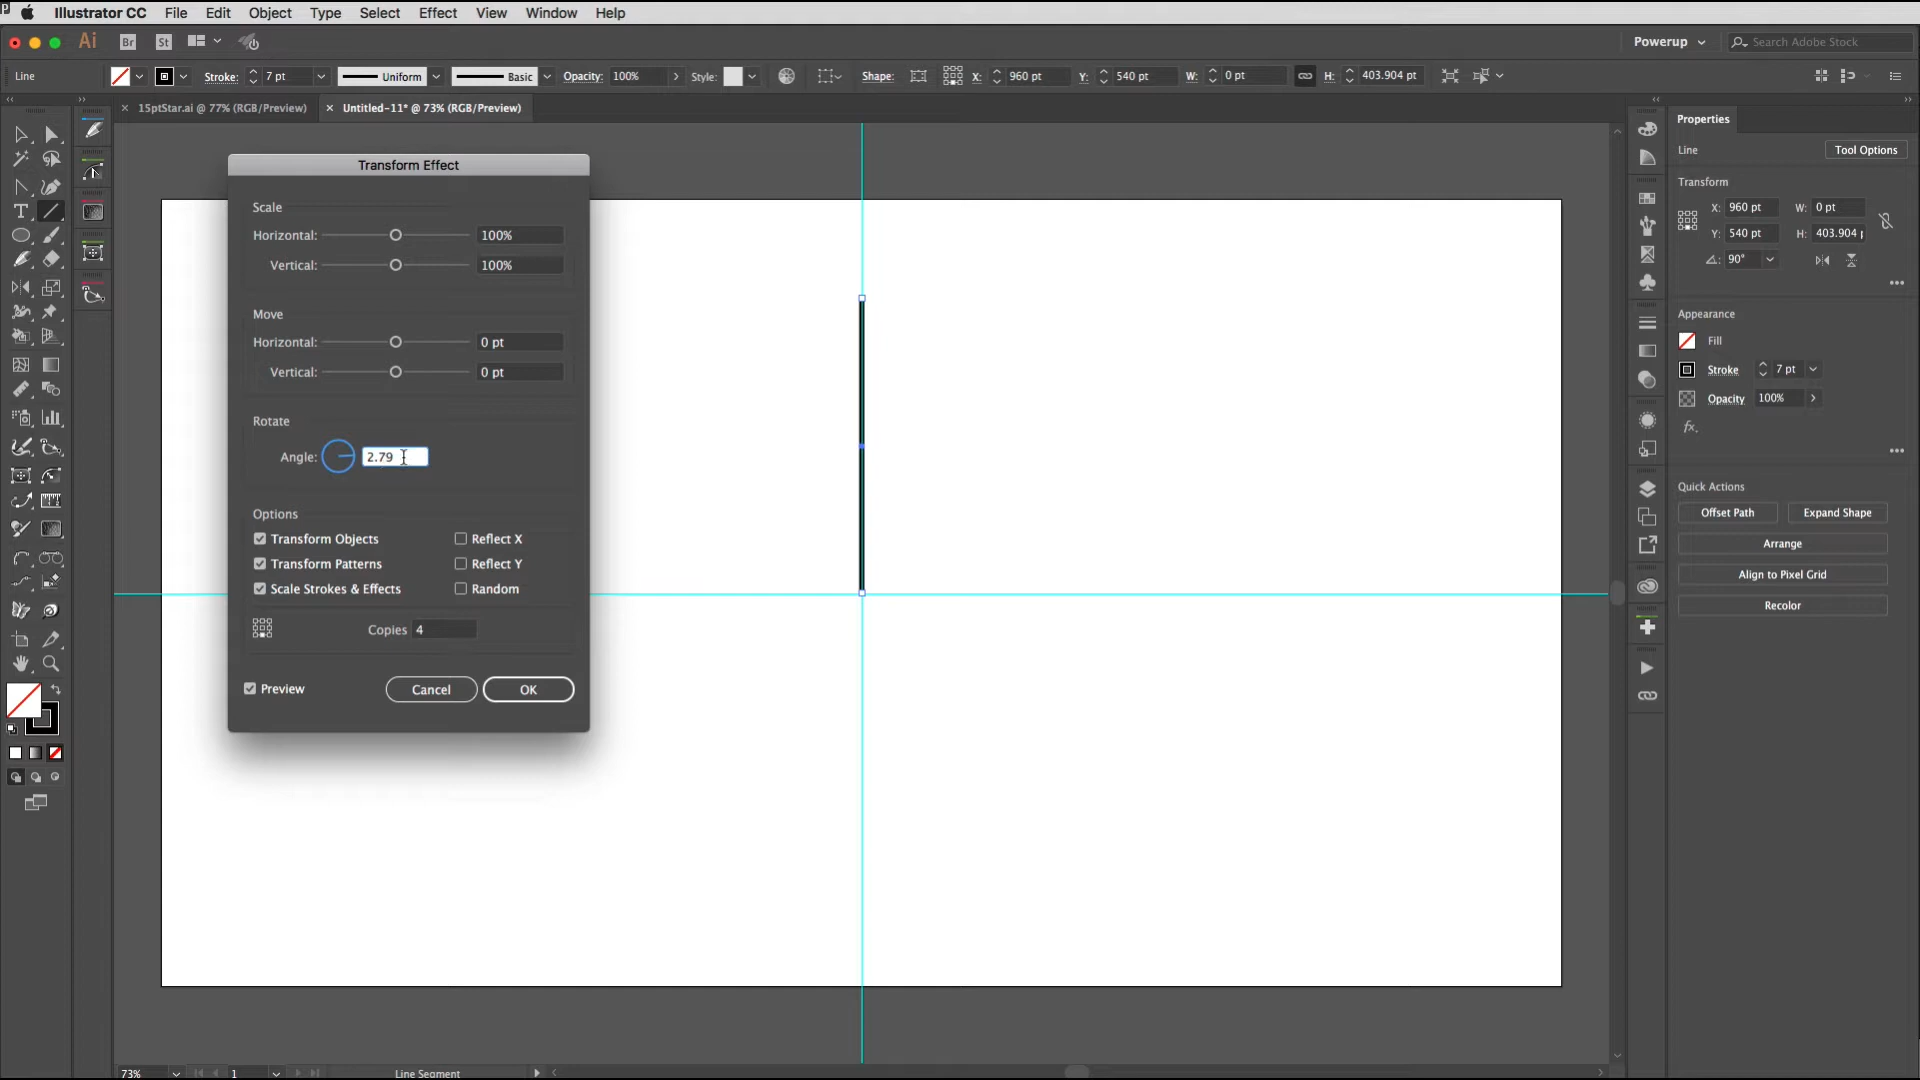 Illustrator CC File Edit Object Type Select Effect View Window Help
Ai Br St Powerup Search Adobe Stock
Line Stroke: 7 pt Uniform Basic Opacity: 100% Style: Shape: X: 960 pt Y: 540 pt W: 0 pt H: 403.904 pt
15ptStar.ai @ 77% (RGB/Preview) Untitled-11* @ 73% (RGB/Preview)
Transform Effect
Scale
Horizontal: 100%
Vertical: 100%
Move
Horizontal: 0 pt
Vertical: 0 pt
Rotate
Angle: 2.79
Options
Transform Objects Reflect X
Transform Patterns Reflect Y
Scale Strokes & Effects Random
Copies 4
Preview Cancel OK
Properties
Line Tool Options
Transform
X: 960 pt W: 0 pt
Y: 540 pt H: 403.904
90°
Appearance
Fill
Stroke 7 pt
Opacity 100%
fx.
Quick Actions
Offset Path Expand Shape
Arrange
Align to Pixel Grid
Recolor
73% 1 Line Segment